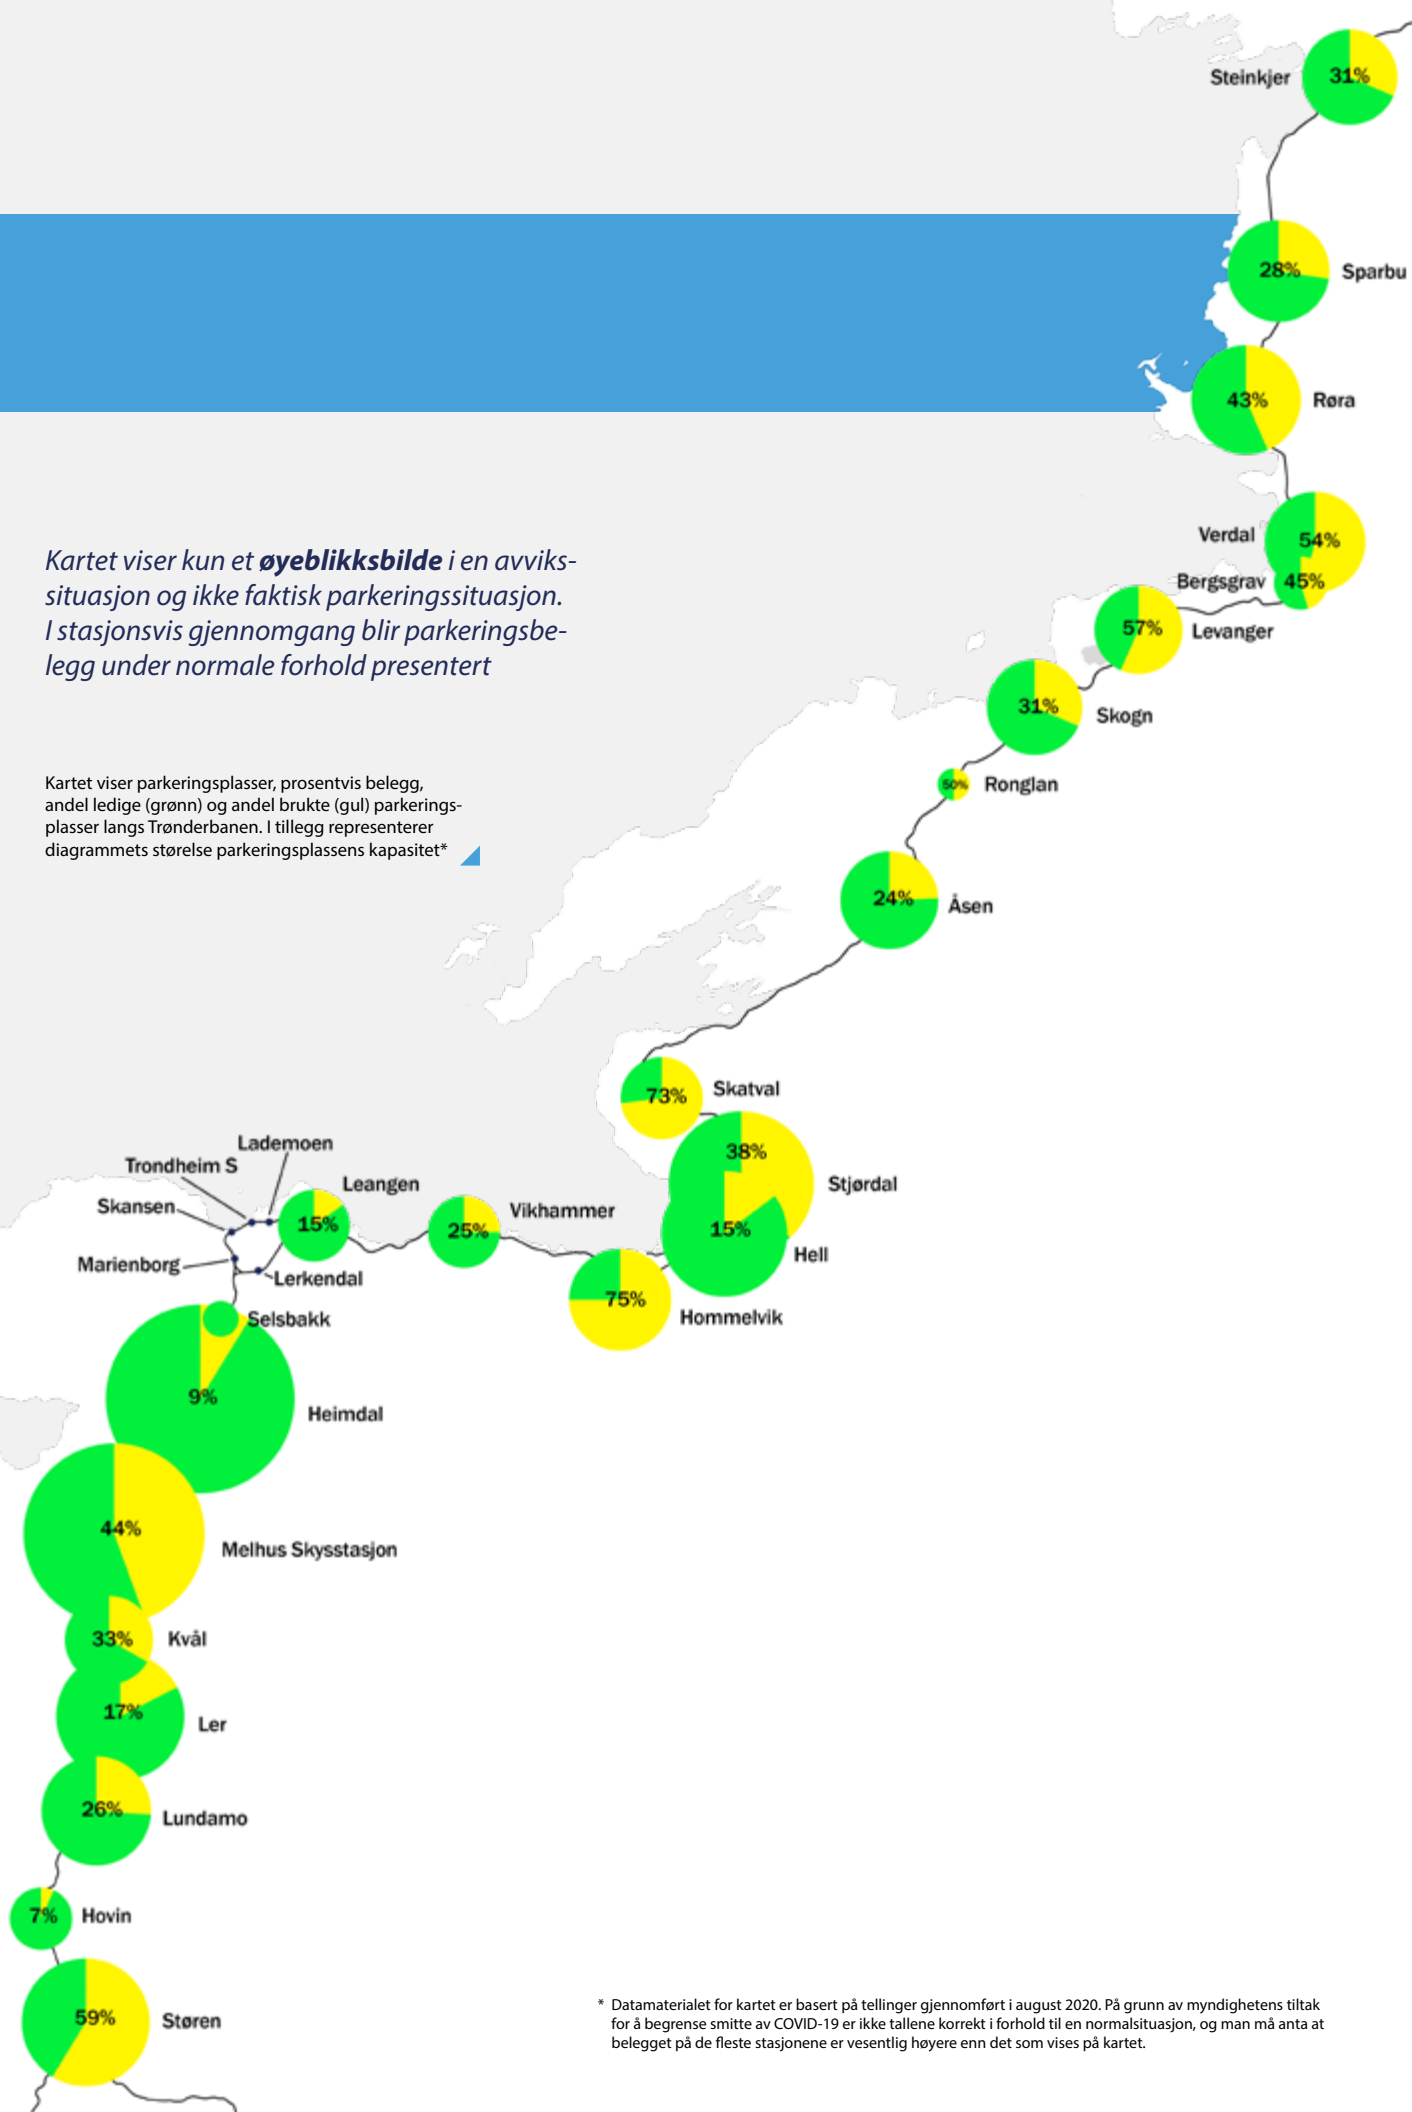 Steinkjer
31%
28%
Sparbu
43%
Røra
Verdal
54%
Bergsgrav
45%
57%
Levanger
31%
Skogn
50%
Ronglan
24%
Åsen
Kartet viser kun et øyeblikksbilde i en avviks-
situasjon og ikke faktisk parkeringssituasjon.
I stasjonsvis gjennomgang blir parkeringsbe-
legg under normale forhold presentert
Kartet viser parkeringsplasser, prosentvis belegg,
andel ledige (grønn) og andel brukte (gul) parkerings-
plasser langs Trønderbanen. I tillegg representerer
diagrammets størelse parkeringsplassens kapasitet*
73%
Skatval
38%
Stjørdal
15%
Hell
Lademoen
Trondheim S
Skansen
Marienborg
Lerkendal
Leangen
15%
Vikhammer
25%
75%
Hommelvik
Selsbakk
9%
Heimdal
44%
Melhus Skysstasjon
33%
Kvål
17%
Ler
26%
Lundamo
7%
Hovin
59%
Støren
* Datamaterialet for kartet er basert på tellinger gjennomført i august 2020. På grunn av myndighetens tiltak
for å begrense smitte av COVID-19 er ikke tallene korrekt i forhold til en normalsituasjon, og man må anta at
belegget på de fleste stasjonene er vesentlig høyere enn det som vises på kartet.